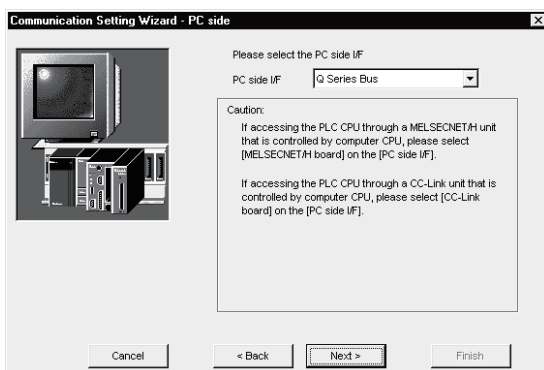 Communication Setting Wizard - PC side
Please select the PC side I/F
PC side I/F   Q Series Bus
Caution:
If accessing the PLC CPU through a MELSECNET/H unit
that is controlled by computer CPU, please select
[MELSECNET/H board] on the [PC side I/F].
If accessing the PLC CPU through a CC-Link unit that is
controlled by computer CPU, please select [CC-Link
board] on the [PC side I/F].
Cancel   < Back   Next >   Finish